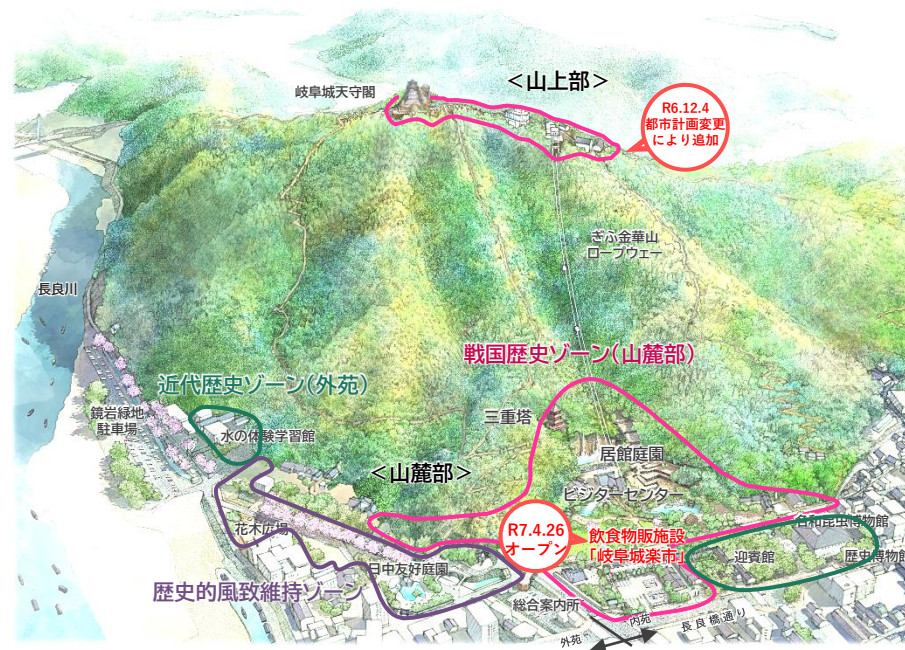 ＜山上部＞
岐阜城天守閣
R6.12.4
都市計画変更
により追加
ぎふ金華山
ロープウェー
長良川
戦国歴史ゾーン(山麓部)
近代歴史ゾーン(外苑)
鏡岩緑地
駐車場
水の体験学習館
三重塔
居館庭園
＜山麓部＞
ビジターセンター
花木広場
R7.4.26
オープン
飲食物販施設
「岐阜城楽市」
名和昆虫博物館
迎賓館
歴史博物館
日中友好庭園
歴史的風致維持ゾーン
総合案内所
内苑
外苑
長良橋通り